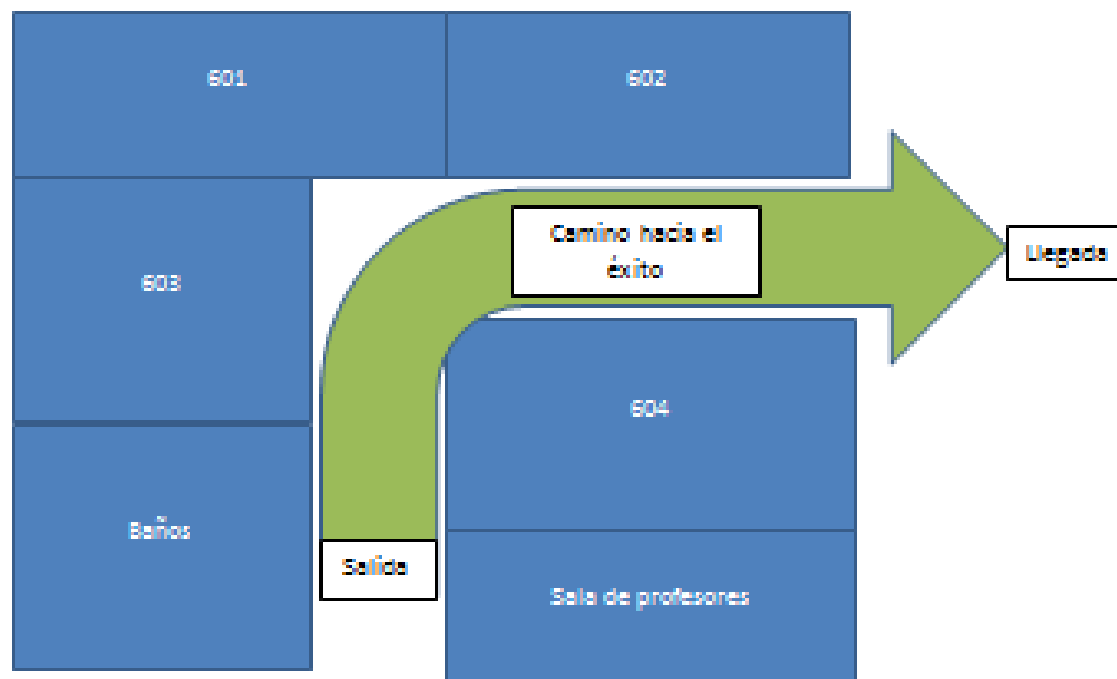 601
602
Camino hacia el
éxito
Llegada
603
604
Baños
Salida
Sala de profesores